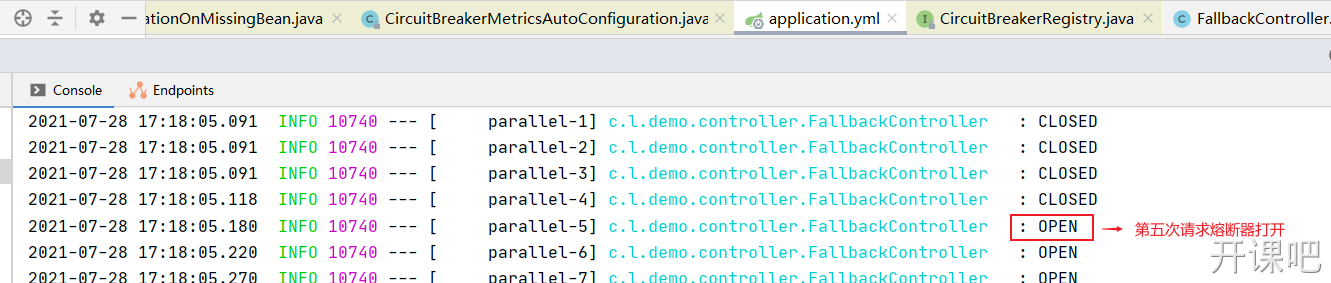 ationOnMissingBean.java CircuitBreakerMetricsAutoConfiguration.java application.yml CircuitBreakerRegistry.java FallbackController.
Console Endpoints
2021-07-28 17:18:05.091 INFO 10740 --- [ parallel-1] c.l.demo.controller.FallbackController : CLOSED
2021-07-28 17:18:05.091 INFO 10740 --- [ parallel-2] c.l.demo.controller.FallbackController : CLOSED
2021-07-28 17:18:05.091 INFO 10740 --- [ parallel-3] c.l.demo.controller.FallbackController : CLOSED
2021-07-28 17:18:05.118 INFO 10740 --- [ parallel-4] c.l.demo.controller.FallbackController : CLOSED
2021-07-28 17:18:05.180 INFO 10740 --- [ parallel-5] c.l.demo.controller.FallbackController : OPEN 第五次请求熔断器打开
2021-07-28 17:18:05.220 INFO 10740 --- [ parallel-6] c.l.demo.controller.FallbackController : OPEN
2021-07-28 17:18:05.270 INFO 10740 --- [ parallel-7] c.l.demo.controller.FallbackController : OPEN
开课吧